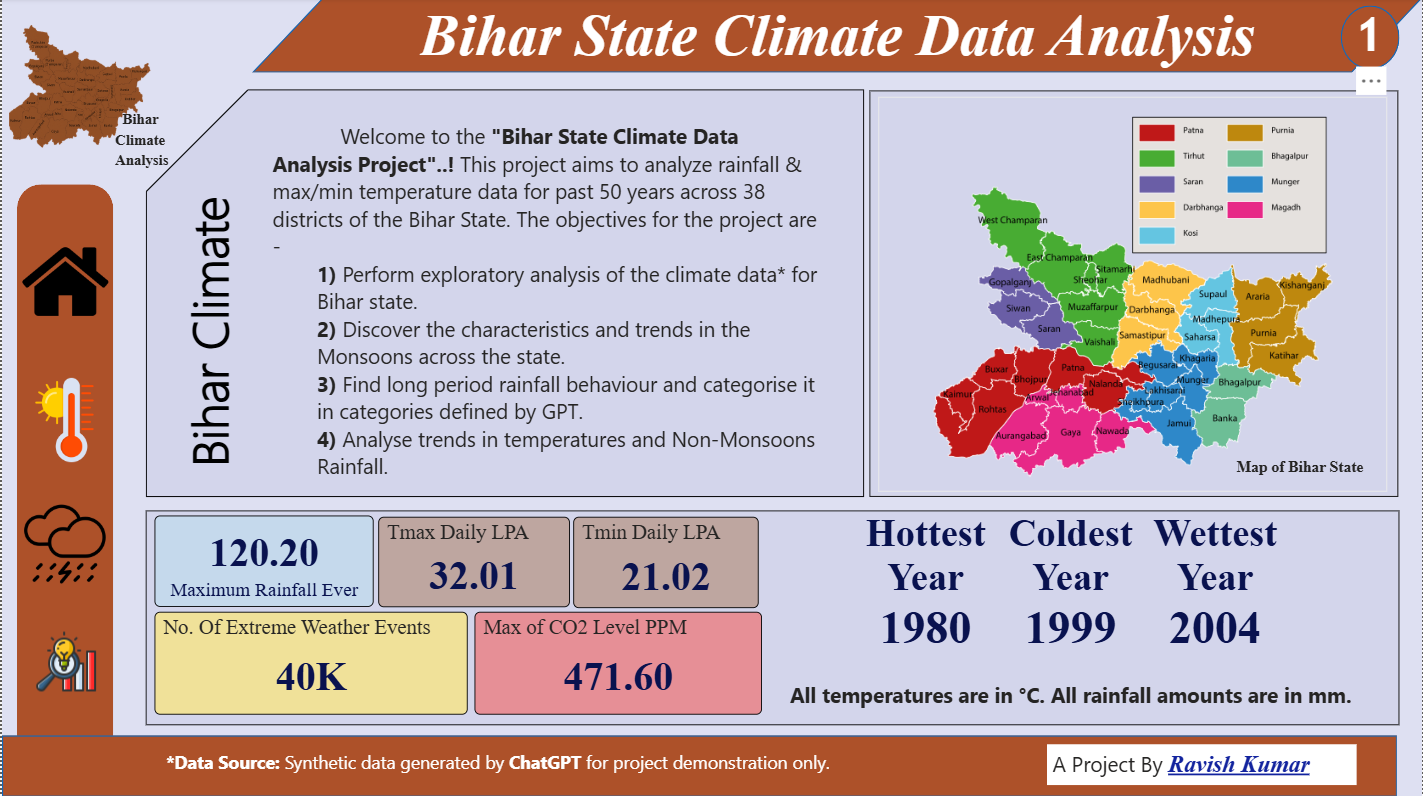 Bihar State Climate Data Analysis
1
Bihar
Climate
Analysis
Bihar Climate
Welcome to the "Bihar State Climate Data
Analysis Project"..! This project aims to analyze rainfall &
max/min temperature data for past 50 years across 38
districts of the Bihar State. The objectives for the project are
-
1) Perform exploratory analysis of the climate data* for
Bihar state.
2) Discover the characteristics and trends in the
Monsoons across the state.
3) Find long period rainfall behaviour and categorise it
in categories defined by GPT.
4) Analyse trends in temperatures and Non-Monsoons
Rainfall.
Patna
Purnia
Tirhut
Bhagalpur
Saran
Munger
Darbhanga
Magadh
Kosi
West Champaran
East Champaran
Sitamarhi
Sheohar
Gopalganj
Siwan
Saran
Muzaffarpur
Vaishali
Madhubani
Darbhanga
Samastipur
Supaul
Madhepura
Saharsa
Araria
Kishanganj
Purnia
Katihar
Khagaria
Begusarai
Munger
Lakhisarai
Sheikhpura
Jamui
Bhagalpur
Banka
Buxar
Bhojpur
Patna
Nalanda
Kaimur
Rohtas
Arwal
Jehanabad
Aurangabad
Gaya
Nawada
Map of Bihar State
120.20
Maximum Rainfall Ever
Tmax Daily LPA
32.01
Tmin Daily LPA
21.02
No. Of Extreme Weather Events
40K
Max of CO2 Level PPM
471.60
Hottest Year
1980
Coldest Year
1999
Wettest Year
2004
All temperatures are in °C. All rainfall amounts are in mm.
*Data Source: Synthetic data generated by ChatGPT for project demonstration only.
A Project By Ravish Kumar